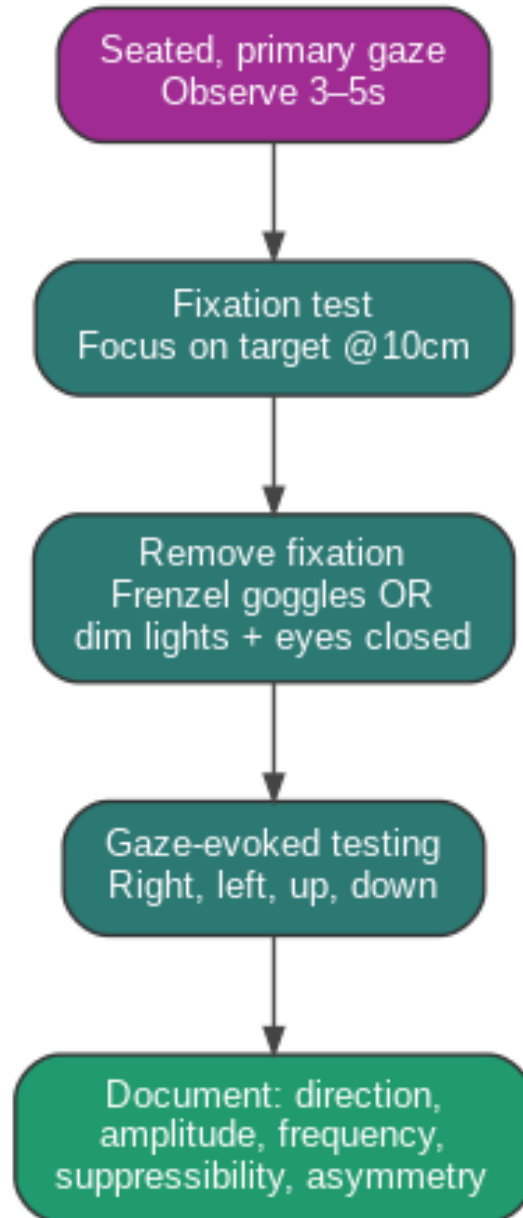 Seated, primary gaze
Observe 3–5s
Fixation test
Focus on target @10cm
Remove fixation
Frenzel goggles OR
dim lights + eyes closed
Gaze-evoked testing
Right, left, up, down
Document: direction,
amplitude, frequency,
suppressibility, asymmetry